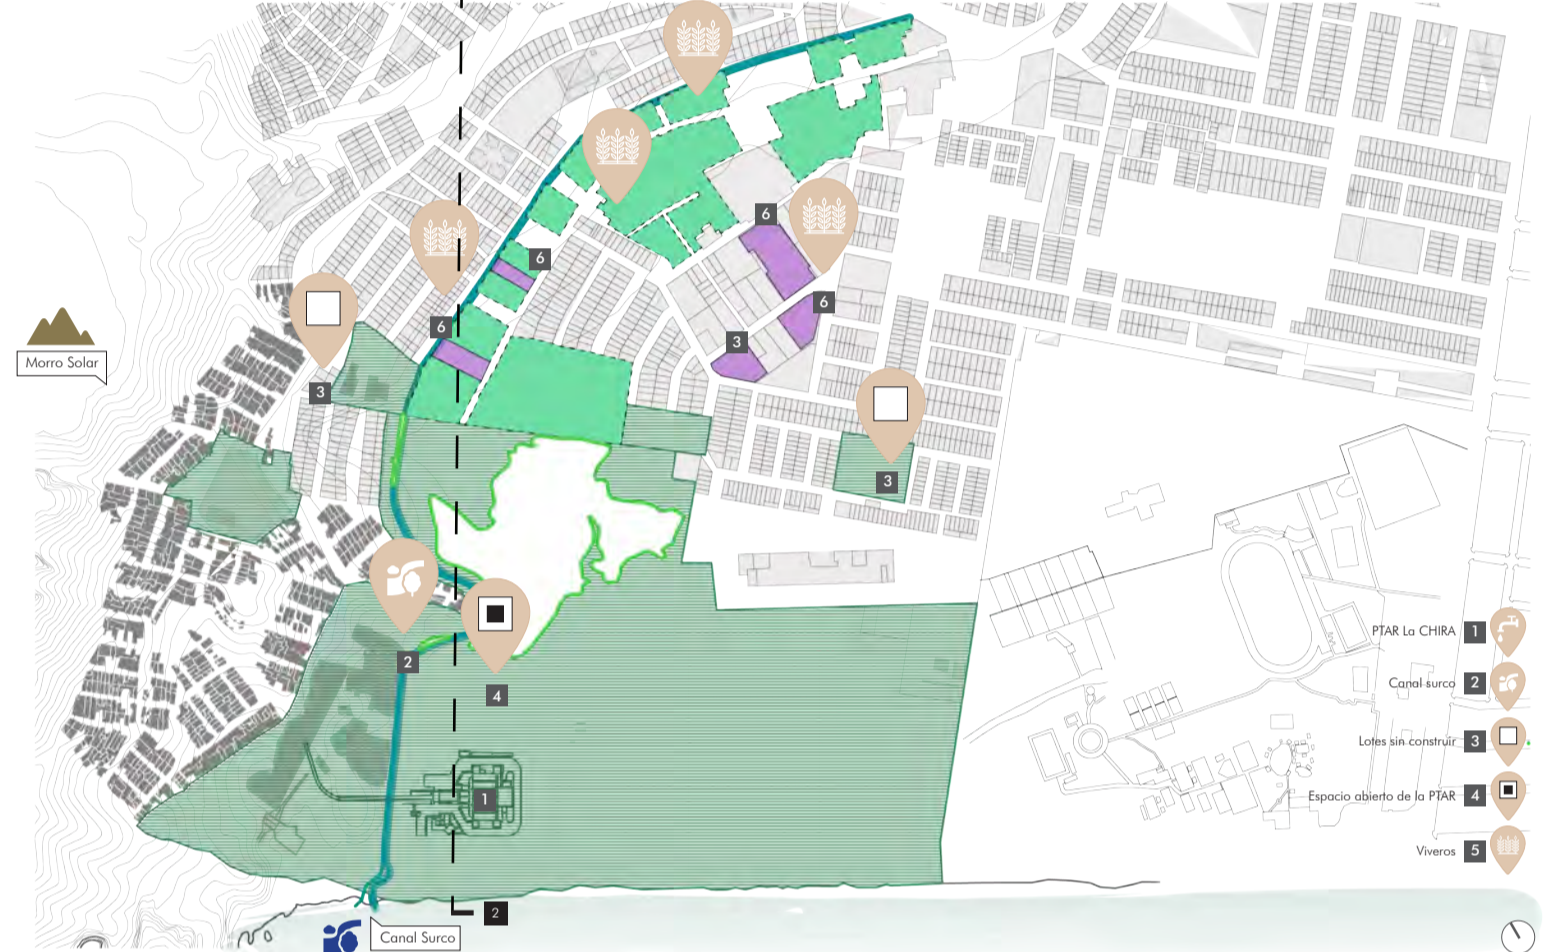 6
6
6
6
3
Morro Solar
3
3
2
4
1
PTAR La CHIRA 1
Canal surco 2
Lotes sin construir 3
Espacio abierto de la PTAR 4
Viveros 5
2
Canal Surco